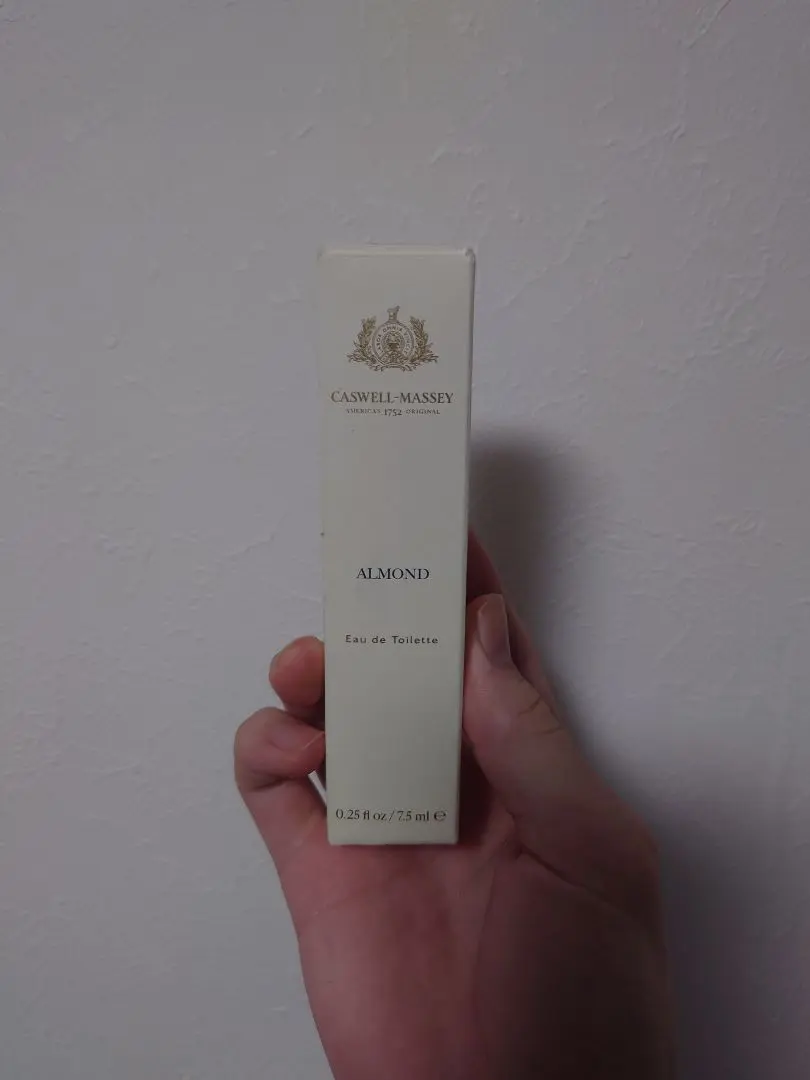 CASWELL-MASSEY
AMERICA'S 1752 ORIGINAL
ALMOND
Eau de Toilette
0.25 fl oz / 7.5 ml ℮